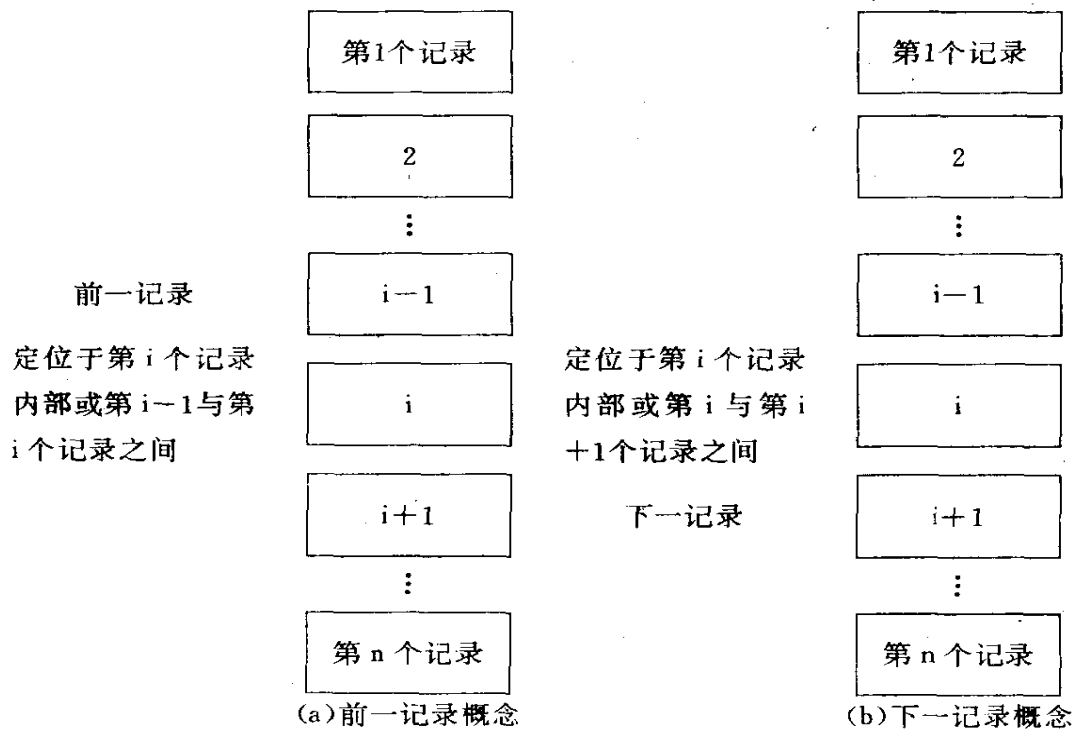 第1个记录
2
⋮
i－1
前一记录
定位于第 i 个记录
内部或第 i－1与第
i 个记录之间
i
i＋1
⋮
第 n 个记录
(a)前一记录概念
第1个记录
2
⋮
i－1
定位于第 i 个记录
内部或第 i 与第 i
＋1个记录之间
i
下一记录
i＋1
⋮
第 n 个记录
(b)下一记录概念